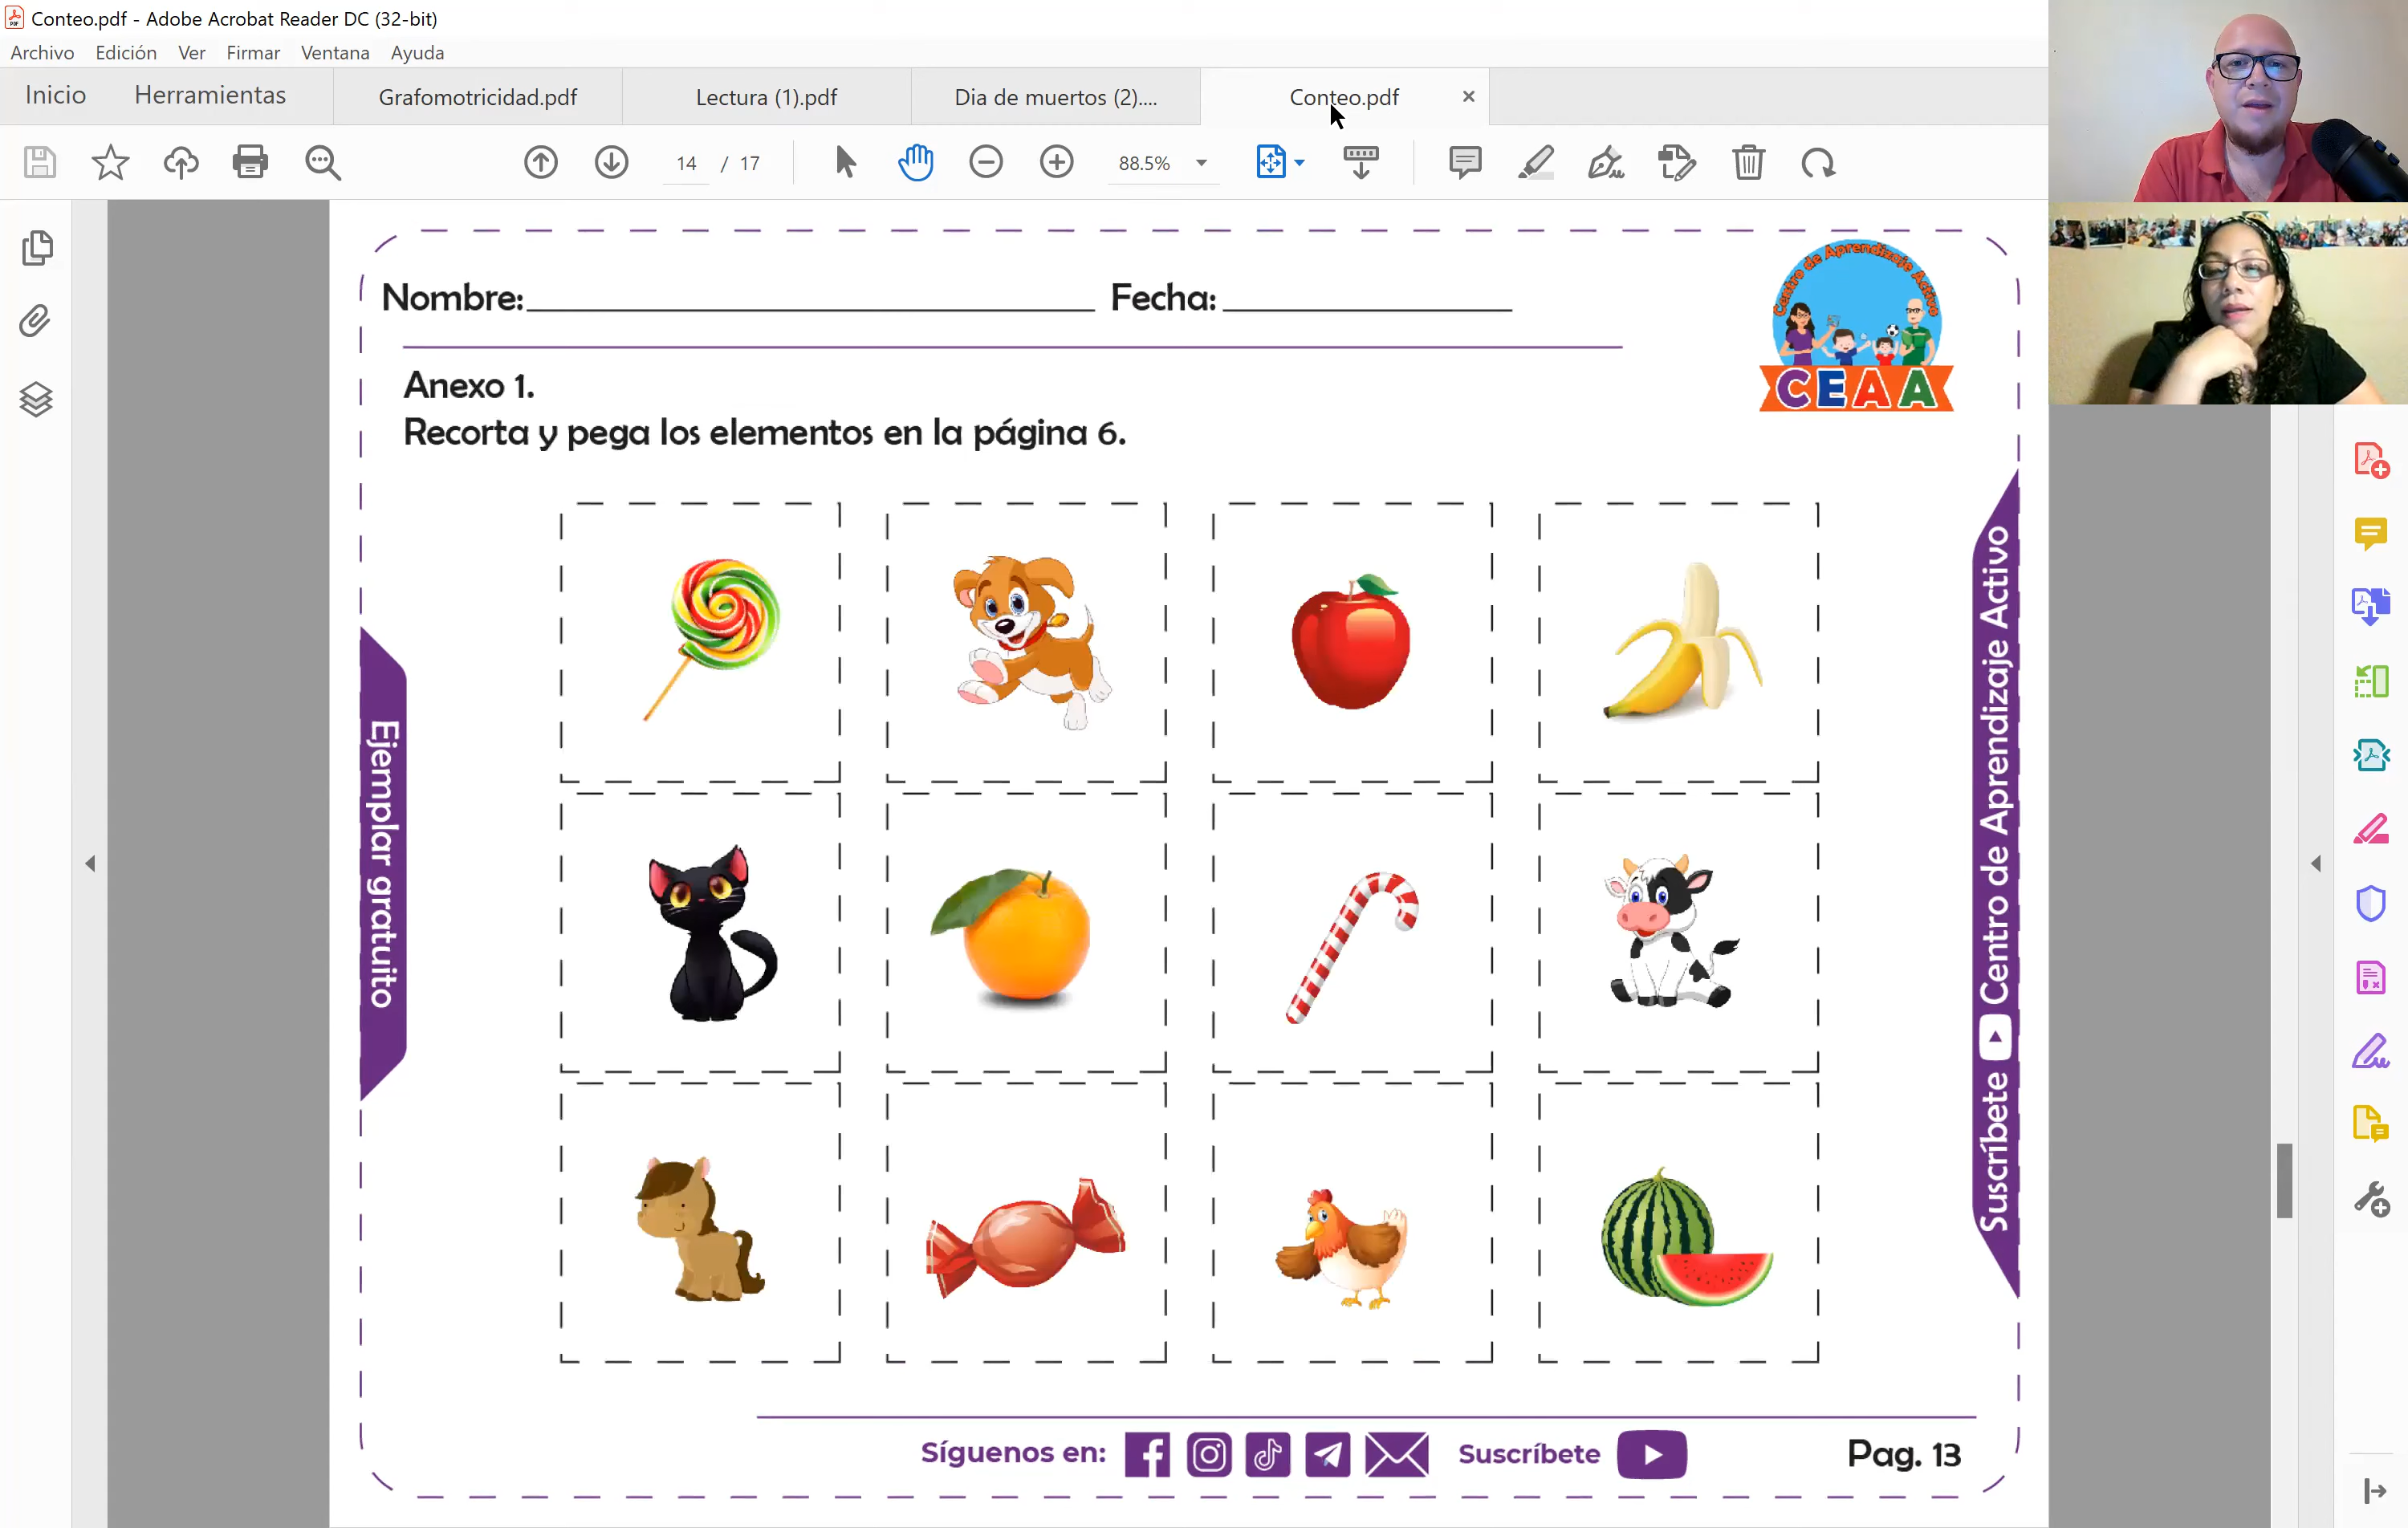 Conteo.pdf - Adobe Acrobat Reader DC (32-bit)
Archivo Edición Ver Firmar Ventana Ayuda
Inicio Herramientas Grafomotricidad.pdf Lectura (1).pdf Dia de muertos (2).... Conteo.pdf
14 / 17 88.5%
Nombre: Fecha:
Centro de Aprendizaje Activo
CEAA
Anexo 1.
Recorta y pega los elementos en la página 6.
Ejemplar gratuito
Suscríbete Centro de Aprendizaje Activo
Síguenos en: Suscríbete Pag. 13